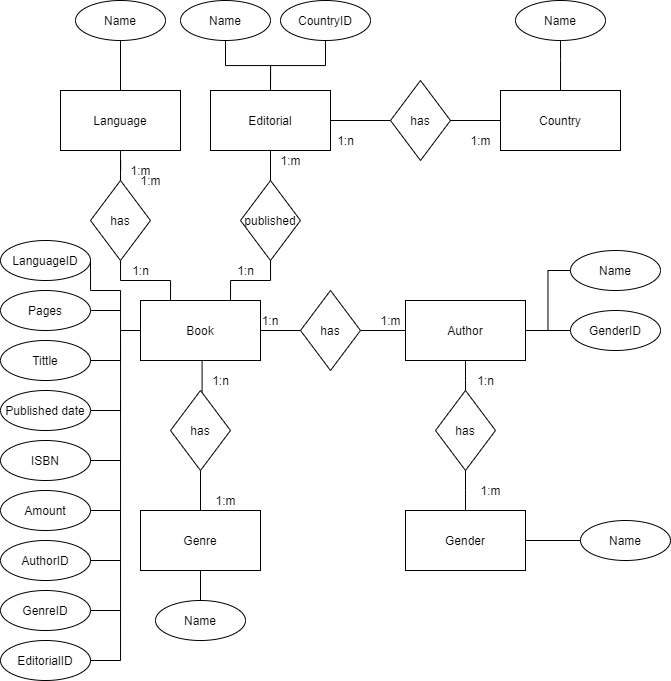 Name
Name
CountryID
Name
Language
Editorial
has
Country
1:n
1:m
1:m
1:m
1:m
has
published
LanguageID
1:n
1:n
Pages
Book
1:n
has
1:m
Author
Name
GenderID
Tittle
1:n
1:n
Published date
has
has
ISBN
1:m
1:m
Amount
Genre
Gender
Name
AuthorID
GenreID
Name
EditorialID